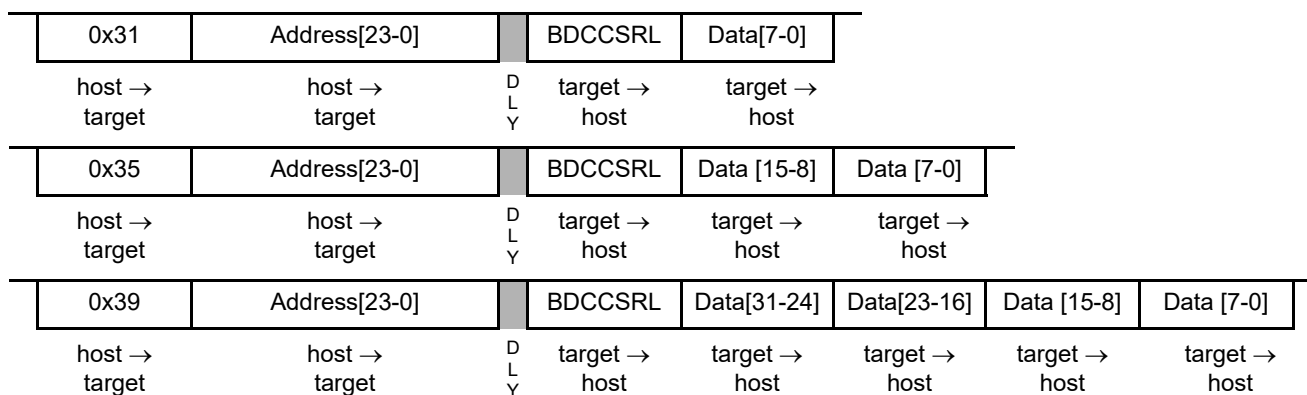 0x31 Address[23-0] BDCCSRL Data[7-0]
host → host → D target → target →
target target L host host
Y
0x35 Address[23-0] BDCCSRL Data [15-8] Data [7-0]
host → host → D target → target → target →
target target L host host host
Y
0x39 Address[23-0] BDCCSRL Data[31-24] Data[23-16] Data [15-8] Data [7-0]
host → host → D target → target → target → target → target →
target target L host host host host host
Y